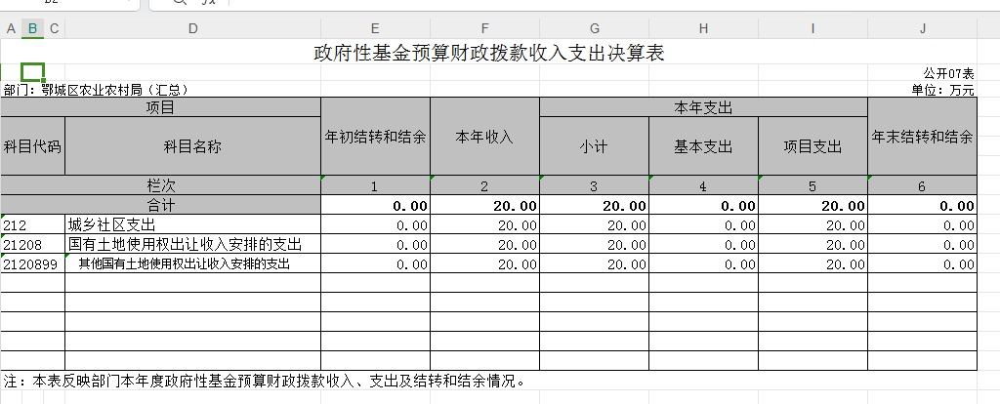 A B C D E F G H I J
政府性基金预算财政拨款收入支出决算表
公开07表
部门：鄂城区农业农村局（汇总） 单位：万元
项目 年初结转和结余 本年收入 本年支出 年末结转和结余
科目代码 科目名称 小计 基本支出 项目支出
栏次 1 2 3 4 5 6
合计 0.00 20.00 20.00 0.00 20.00 0.00
212 城乡社区支出 0.00 20.00 20.00 0.00 20.00 0.00
21208 国有土地使用权出让收入安排的支出 0.00 20.00 20.00 0.00 20.00 0.00
2120899 其他国有土地使用权出让收入安排的支出 0.00 20.00 20.00 0.00 20.00 0.00
注：本表反映部门本年度政府性基金预算财政拨款收入、支出及结转和结余情况。